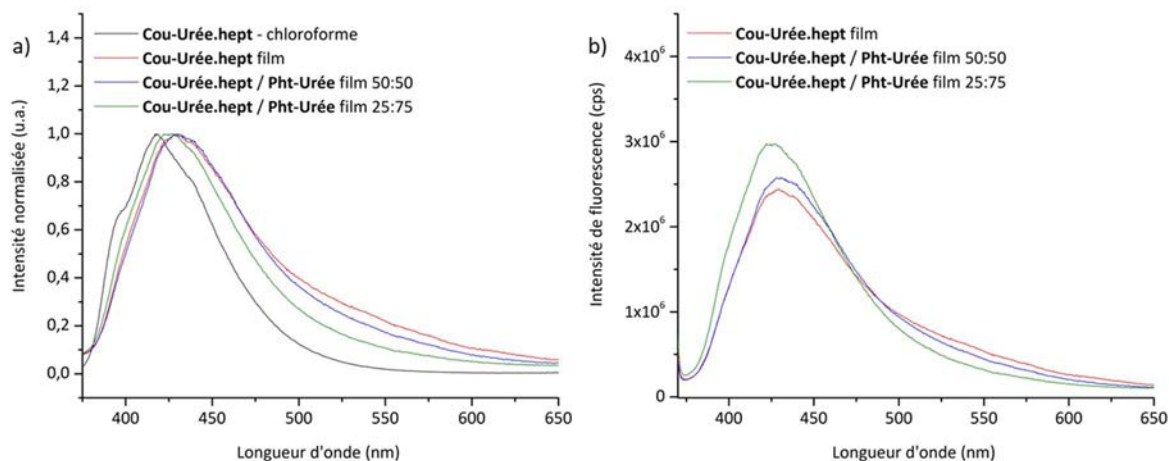 a)
Cou-Urée.hept - chloroforme
Cou-Urée.hept film
Cou-Urée.hept / Pht-Urée film 50:50
Cou-Urée.hept / Pht-Urée film 25:75
Intensité normalisée (u.a.)
1,4
1,2
1,0
0,8
0,6
0,4
0,2
0,0
400 450 500 550 600 650
Longueur d'onde (nm)
b)
Cou-Urée.hept film
Cou-Urée.hept / Pht-Urée film 50:50
Cou-Urée.hept / Pht-Urée film 25:75
Intensité de fluorescence (cps)
4x10⁶
3x10⁶
2x10⁶
1x10⁶
0
400 450 500 550 600 650
Longueur d'onde (nm)